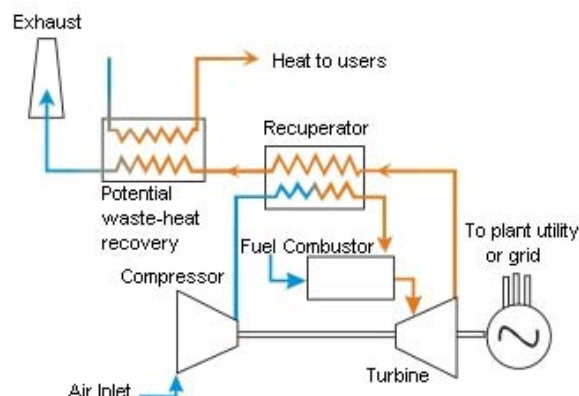 Exhaust
Heat to users
Recuperator
Potential
waste-heat
recovery
To plant utility
or grid
Fuel Combustor
Compressor
Turbine
Air Inlet